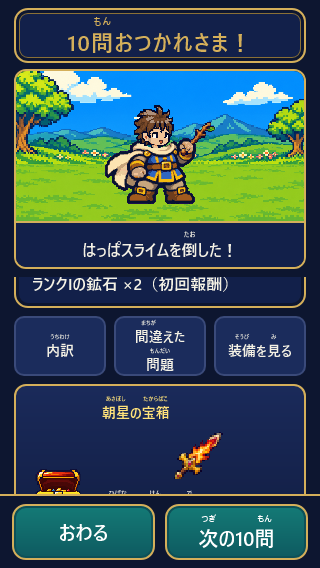 10問おつかれさま！
はっぱスライムを倒した！
ランクIの鉱石 ×2（初回報酬）
内訳
間違えた
問題
装備を見る
朝星の宝箱
おわる
次の10問